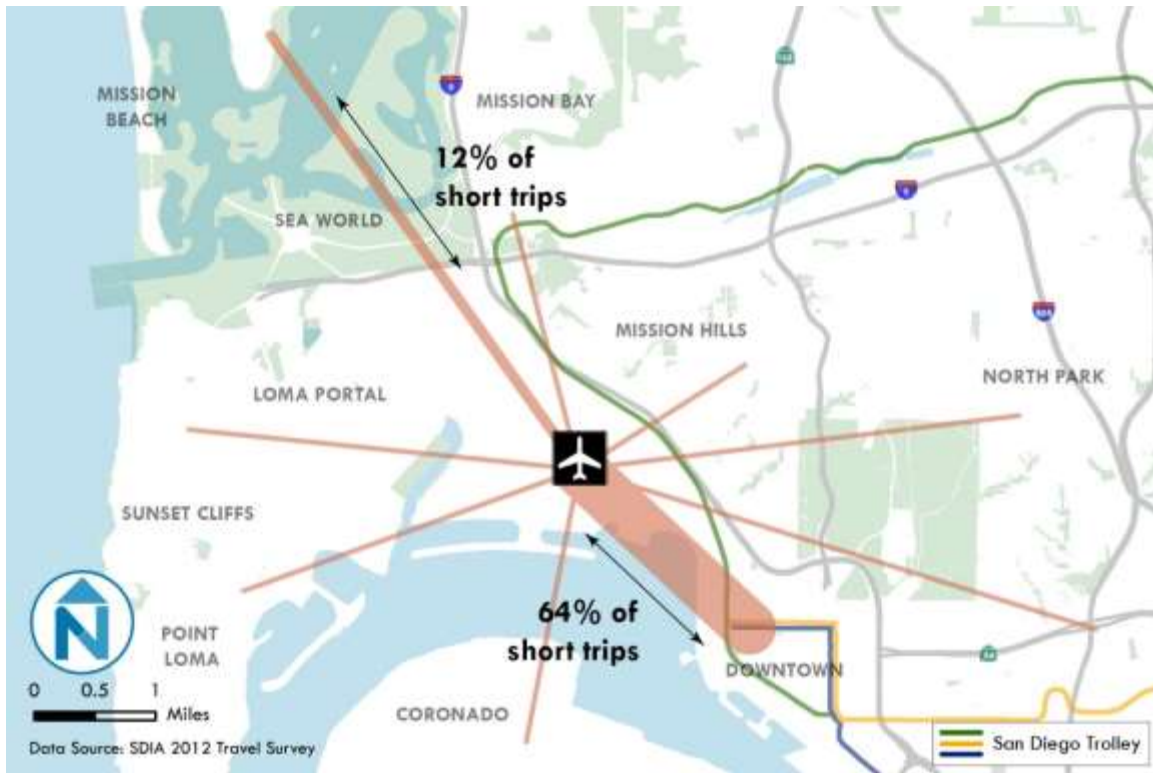 MISSION
BEACH
MISSION BAY
12% of
short trips
SEA WORLD
MISSION HILLS
LOMA PORTAL
NORTH PARK
SUNSET CLIFFS
64% of
short trips
POINT
LOMA
DOWNTOWN
CORONADO
N
0 0.5 1
Miles
Data Source: SDIA 2012 Travel Survey
San Diego Trolley